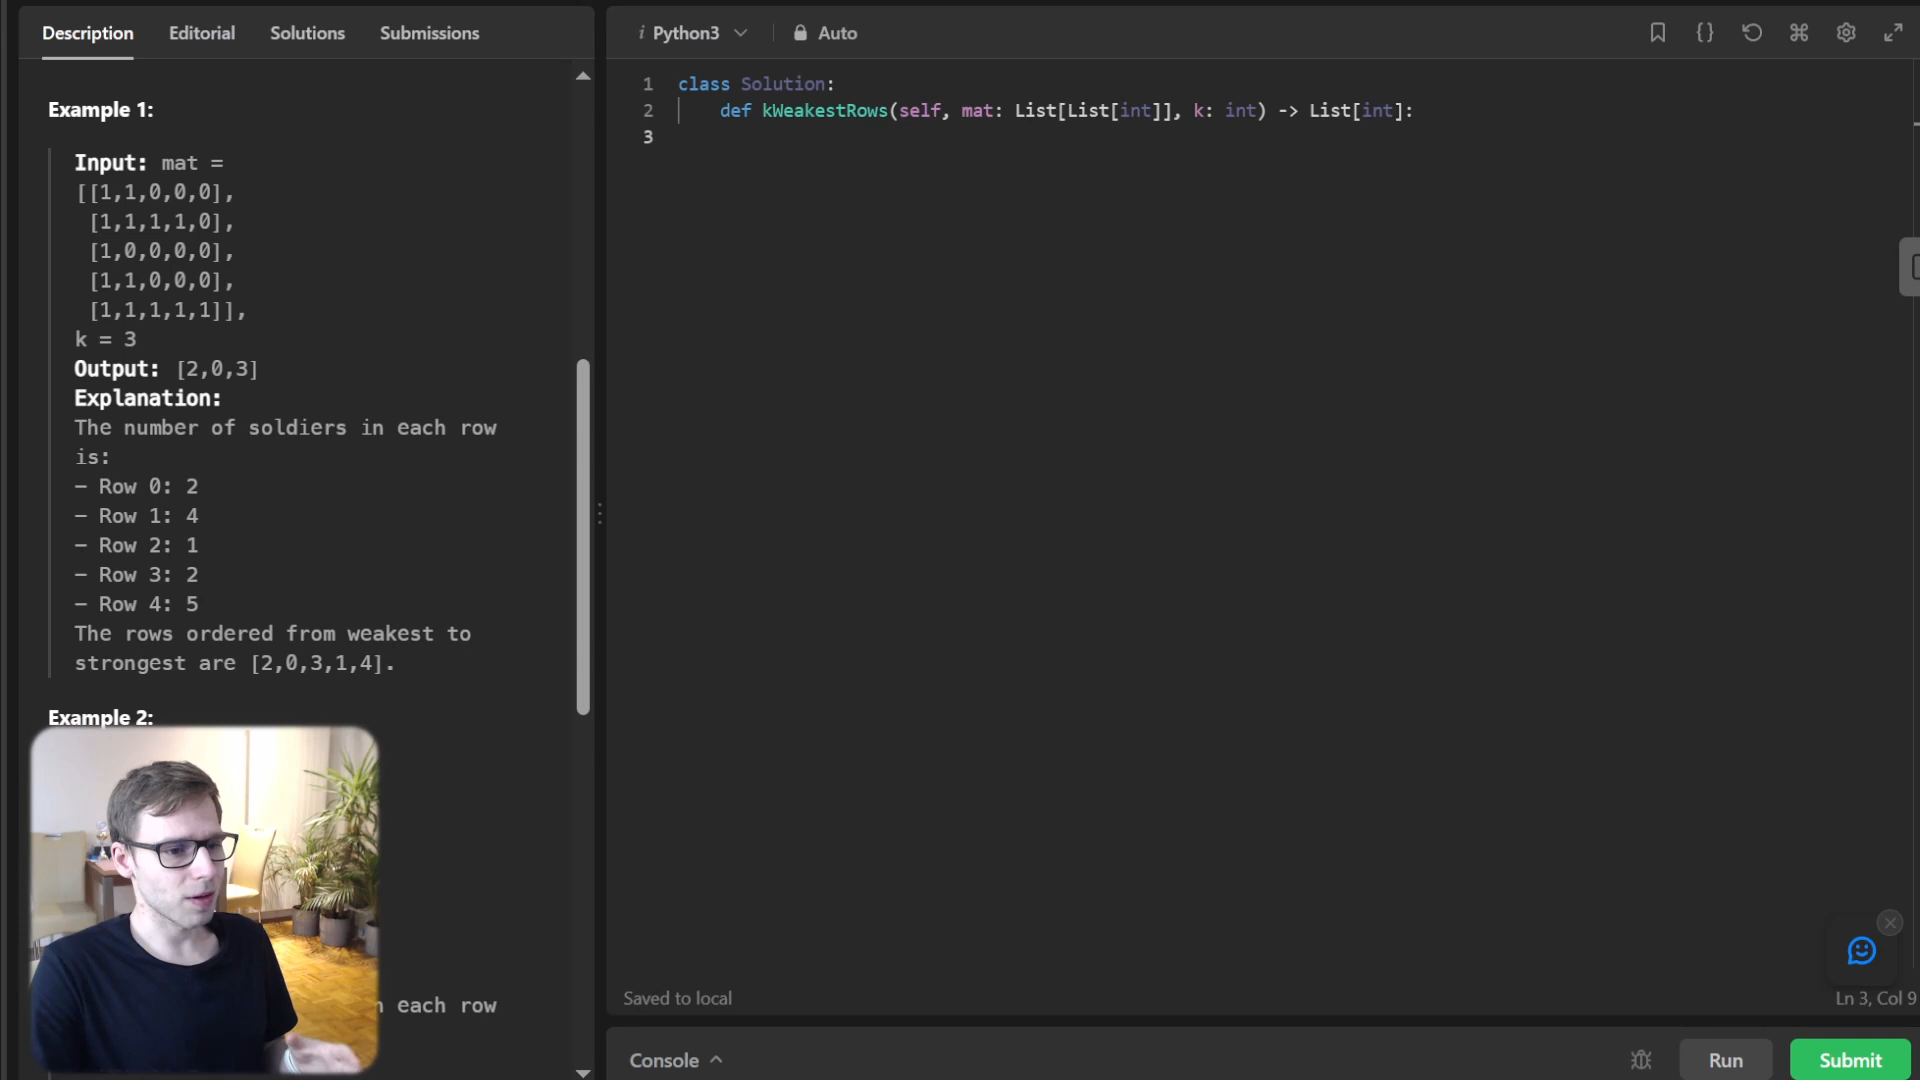 Description Editorial Solutions Submissions
Example 1:
Input: mat =
[[1,1,0,0,0],
[1,1,1,1,0],
[1,0,0,0,0],
[1,1,0,0,0],
[1,1,1,1,1]],
k = 3
Output: [2,0,3]
Explanation:
The number of soldiers in each row
is:
- Row 0: 2
- Row 1: 4
- Row 2: 1
- Row 3: 2
- Row 4: 5
The rows ordered from weakest to
strongest are [2,0,3,1,4].
Example 2:
each row
i Python3 Auto
1 class Solution:
2 def kWeakestRows(self, mat: List[List[int]], k: int) -> List[int]:
3
Saved to local
Ln 3, Col 9
Console
Run
Submit